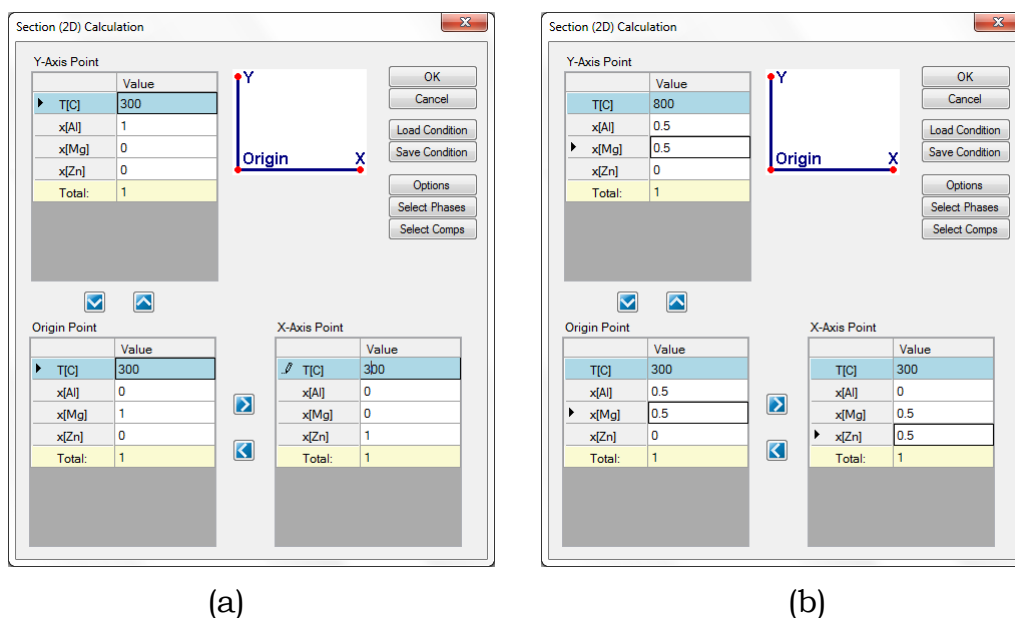 Section (2D) Calculation
Y-Axis Point
Value
T[C] 300
x[Al] 1
x[Mg] 0
x[Zn] 0
Total: 1
Y
Origin X
OK
Cancel
Load Condition
Save Condition
Options
Select Phases
Select Comps
Origin Point
Value
T[C] 300
x[Al] 0
x[Mg] 1
x[Zn] 0
Total: 1
X-Axis Point
Value
T[C] 300
x[Al] 0
x[Mg] 0
x[Zn] 1
Total: 1
(a)
Section (2D) Calculation
Y-Axis Point
Value
T[C] 800
x[Al] 0.5
x[Mg] 0.5
x[Zn] 0
Total: 1
Y
Origin X
OK
Cancel
Load Condition
Save Condition
Options
Select Phases
Select Comps
Origin Point
Value
T[C] 300
x[Al] 0.5
x[Mg] 0.5
x[Zn] 0
Total: 1
X-Axis Point
Value
T[C] 300
x[Al] 0
x[Mg] 0.5
x[Zn] 0.5
Total: 1
(b)